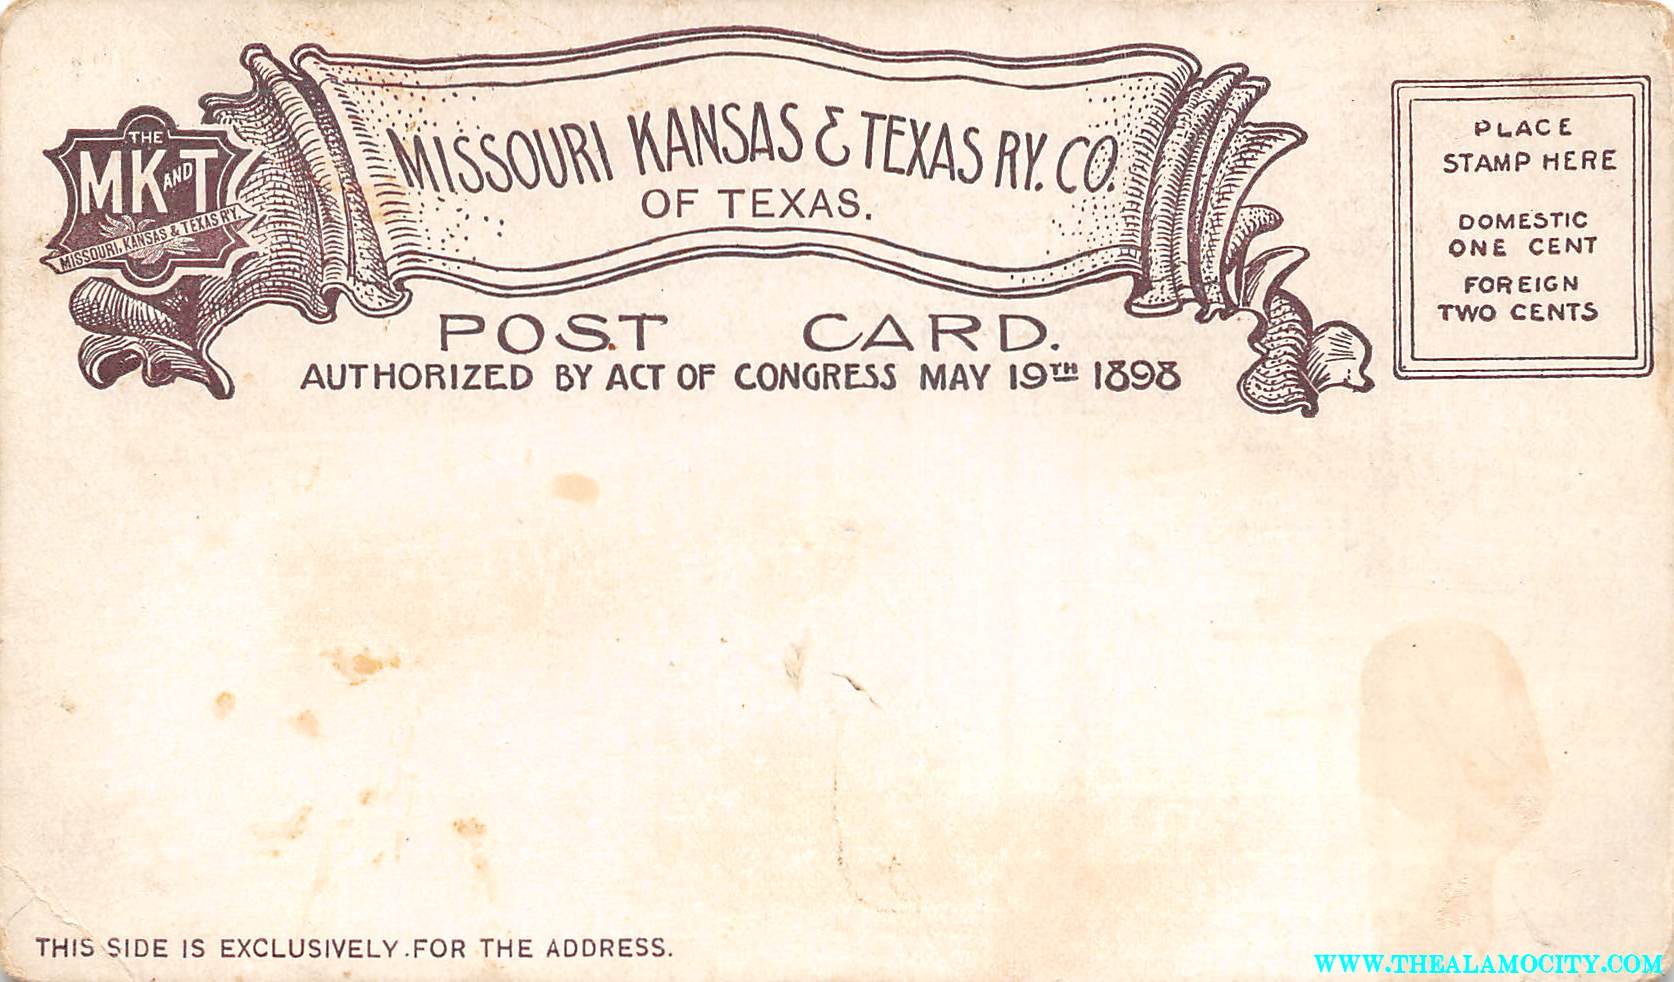 THE
MK AND T
MISSOURI, KANSAS & TEXAS R'Y.
MISSOURI KANSAS & TEXAS RY. CO.
OF TEXAS.
POST CARD.
AUTHORIZED BY ACT OF CONGRESS MAY 19TH 1898
PLACE
STAMP HERE
DOMESTIC
ONE CENT
FOREIGN
TWO CENTS
THIS SIDE IS EXCLUSIVELY.FOR THE ADDRESS.
WWW.THEALAMOCITY.COM